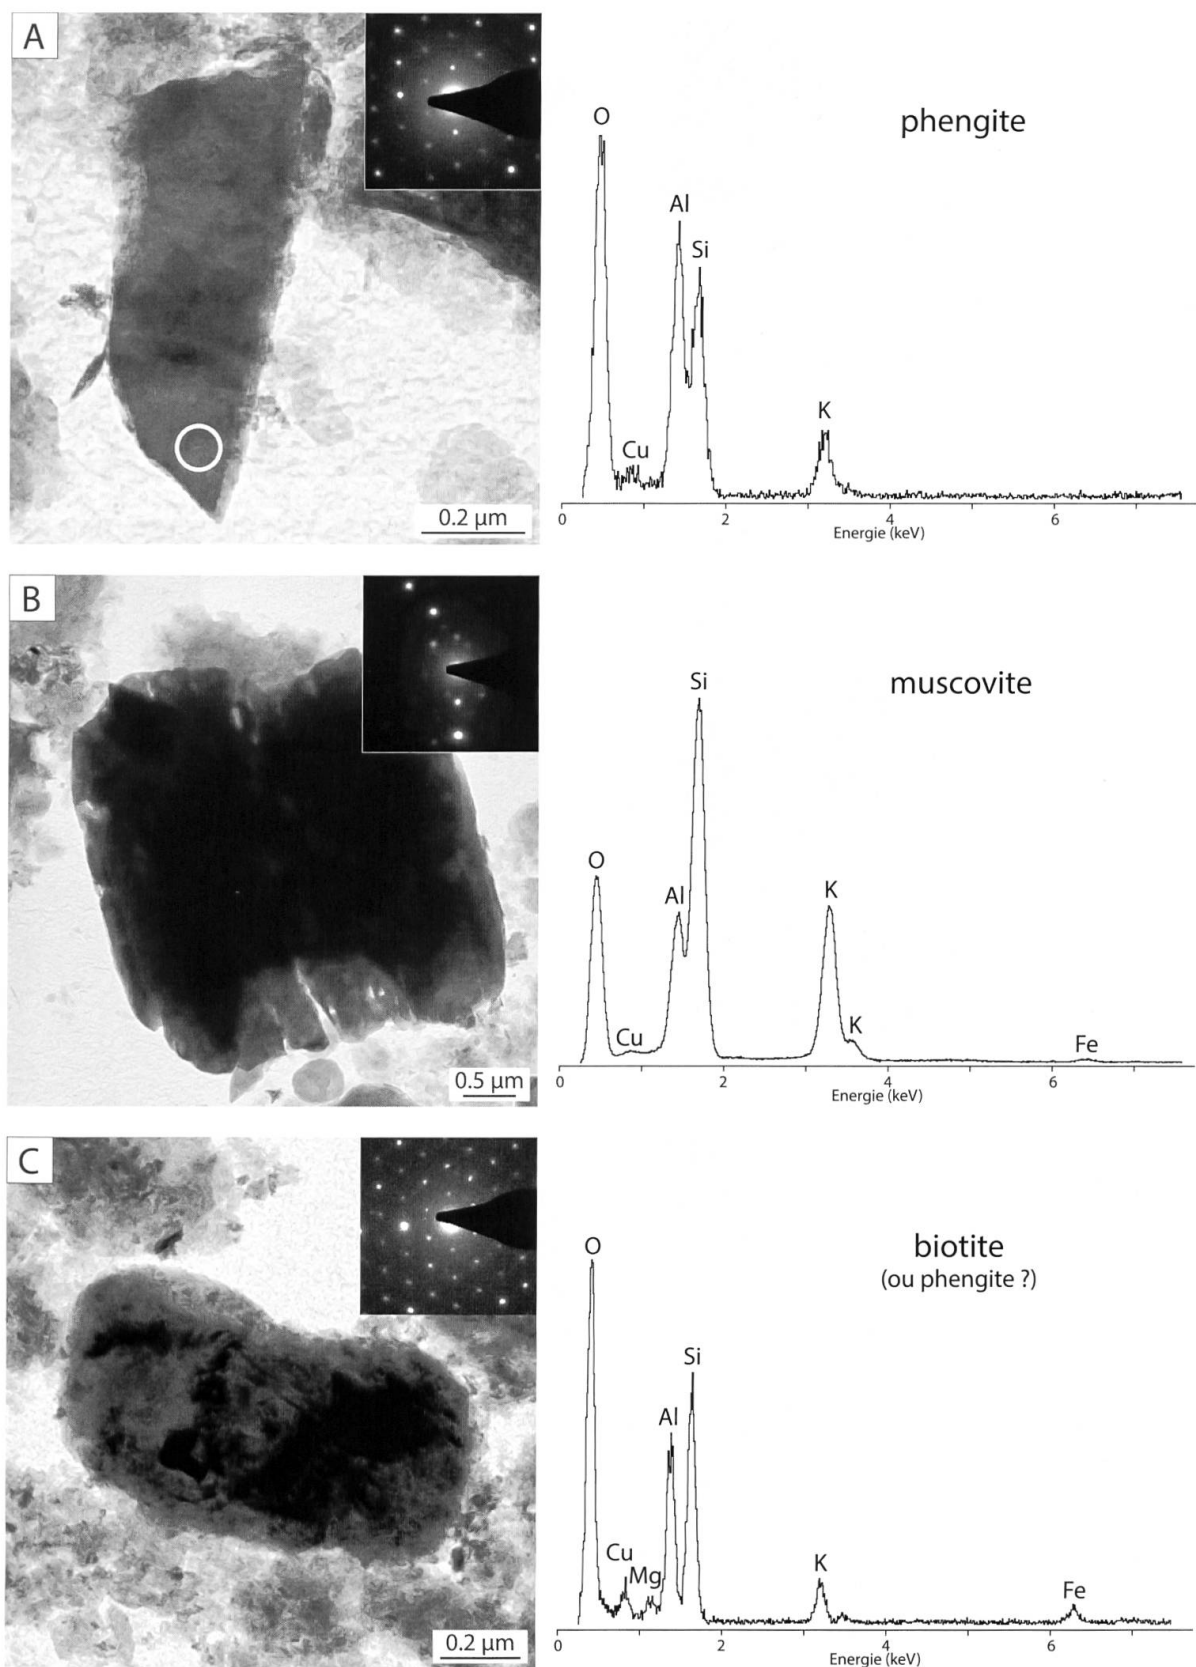 A
O
phengite
Al
Si
K
Cu
0.2 µm
0 2 4 6
Energie (keV)
B
Si
muscovite
O
Al
K
Cu
K
Fe
0.5 µm
0 2 4 6
Energie (keV)
C
O
biotite
(ou phengite ?)
Si
Al
Cu
Mg
K
Fe
0.2 µm
0 2 4 6
Energie (keV)